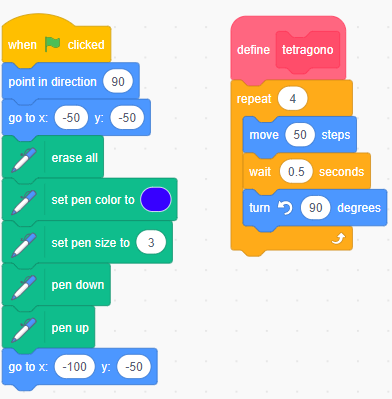 when clicked
point in direction 90
go to x: -50 y: -50
erase all
set pen color to
set pen size to 3
pen down
pen up
go to x: -100 y: -50
define tetragono
repeat 4
move 50 steps
wait 0.5 seconds
turn 90 degrees